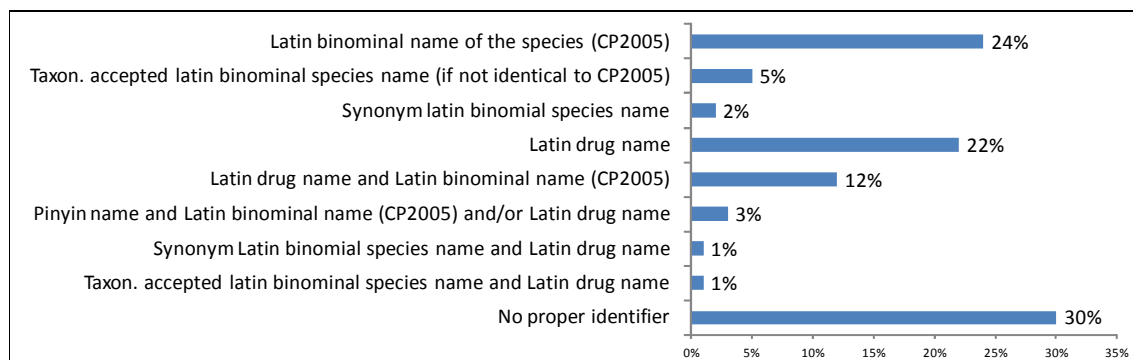 Latin binominal name of the species (CP2005) 24%
Taxon. accepted latin binominal species name (if not identical to CP2005) 5%
Synonym latin binomial species name 2%
Latin drug name 22%
Latin drug name and Latin binominal name (CP2005) 12%
Pinyin name and Latin binominal name (CP2005) and/or Latin drug name 3%
Synonym Latin binomial species name and Latin drug name 1%
Taxon. accepted latin binominal species name and Latin drug name 1%
No proper identifier 30%
0% 5% 10% 15% 20% 25% 30% 35%